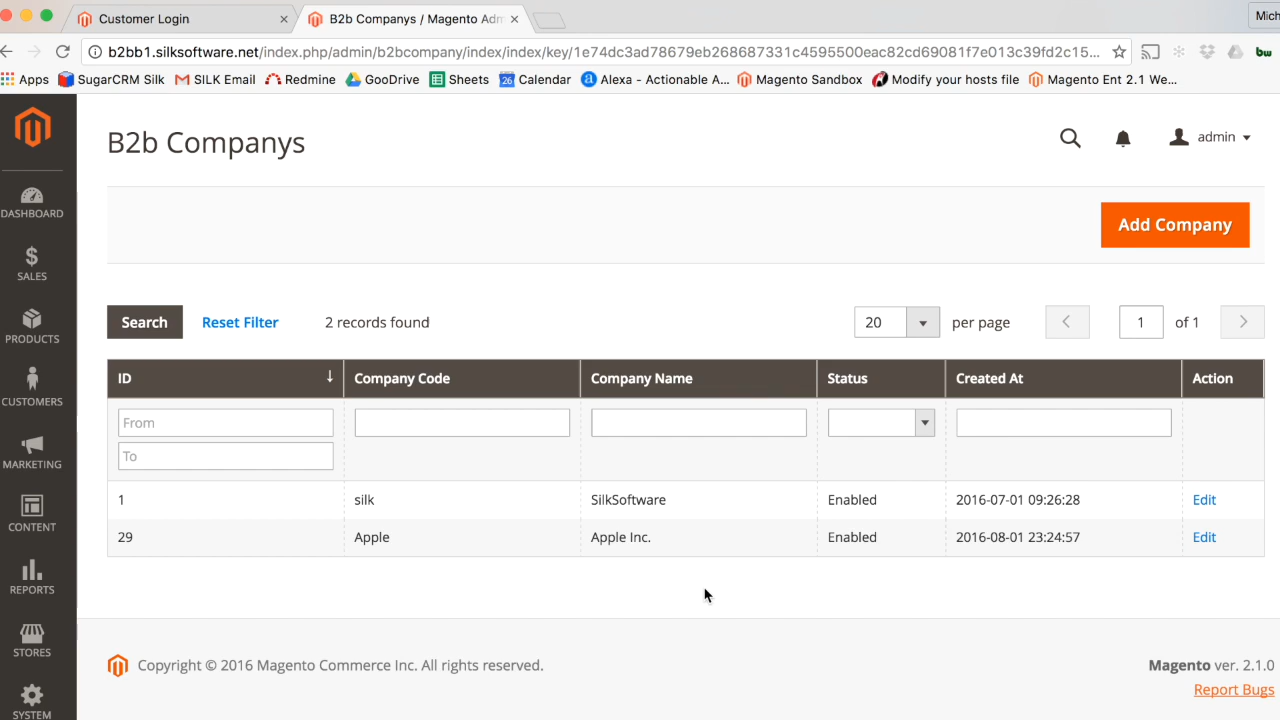 Customer Login
B2b Companys / Magento Adm
Mich
b2bb1.silksoftware.net/index.php/admin/b2bcompany/index/index/key/1e74dc3ad78679eb269687331c4595500eac82cd69081f7e013c39fd2c15...
Apps SugarCRM Silk SILK Email Redmine GooDrive Sheets 26 Calendar Alexa - Actionable A... Magento Sandbox Modify your hosts file Magento Ent 2.1 We...
bw
B2b Companys
admin
DASHBOARD
SALES
PRODUCTS
CUSTOMERS
MARKETING
CONTENT
REPORTS
STORES
SYSTEM
Add Company
Search Reset Filter 2 records found 20 per page 1 of 1
ID Company Code Company Name Status Created At Action
From
To
1 silk SilkSoftware Enabled 2016-07-01 09:26:28 Edit
29 Apple Apple Inc. Enabled 2016-08-01 23:24:57 Edit
Copyright © 2016 Magento Commerce Inc. All rights reserved.
Magento ver. 2.1.0
Report Bugs